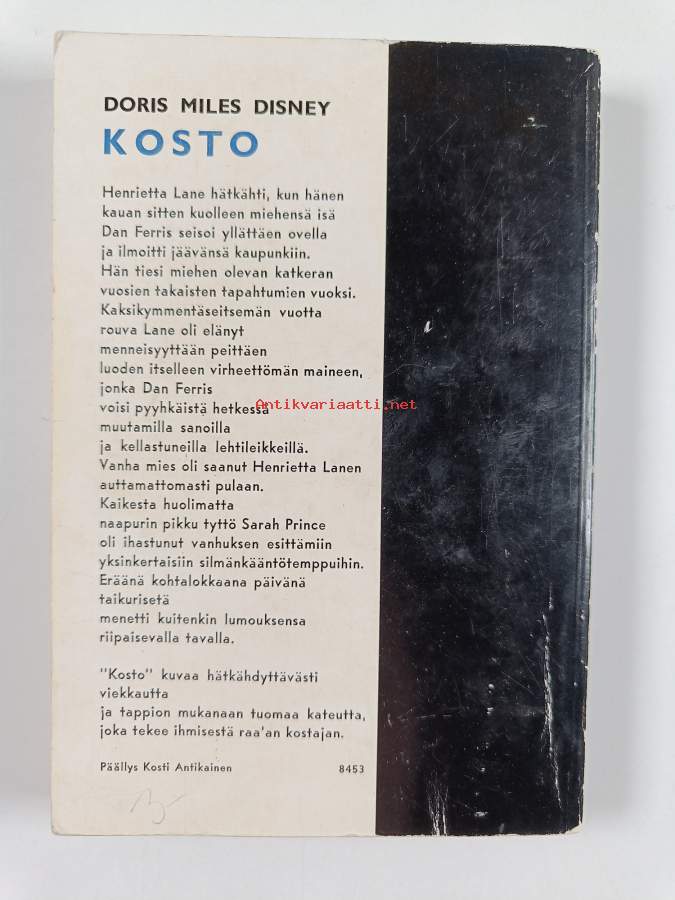 DORIS MILES DISNEY
KOSTO
Henrietta Lane hätkähti, kun hänen
kauan sitten kuolleen miehensä isä
Dan Ferris seisoi yllättäen ovella
ja ilmoitti jäävänsä kaupunkiin.
Hän tiesi miehen olevan katkeran
vuosien takaisten tapahtumien vuoksi.
Kaksikymmentäseitsemän vuotta
rouva Lane oli elänyt
menneisyyttään peittäen
luoden itselleen virheettömän maineen,
jonka Dan Ferris
voisi pyyhkäistä hetkessä
Antikvariaatti.net
muutamilla sanoilla
ja kellastuneilla lehtileikkeillä.
Vanha mies oli saanut Henrietta Lanen
auttamattomasti pulaan.
Kaikesta huolimatta
naapurin pikku tyttö Sarah Prince
oli ihastunut vanhuksen esittämiin
yksinkertaisiin silmänkääntötemppuihin.
Eräänä kohtalokkaana päivänä
taikurisetä
menetti kuitenkin lumouksensa
riipaisevalla tavalla.
"Kosto" kuvaa hätkähdyttävästi
viekkautta
ja tappion mukanaan tuomaa kateutta,
joka tekee ihmisestä raa'an kostajan.
Päällys Kosti Antikainen 8453